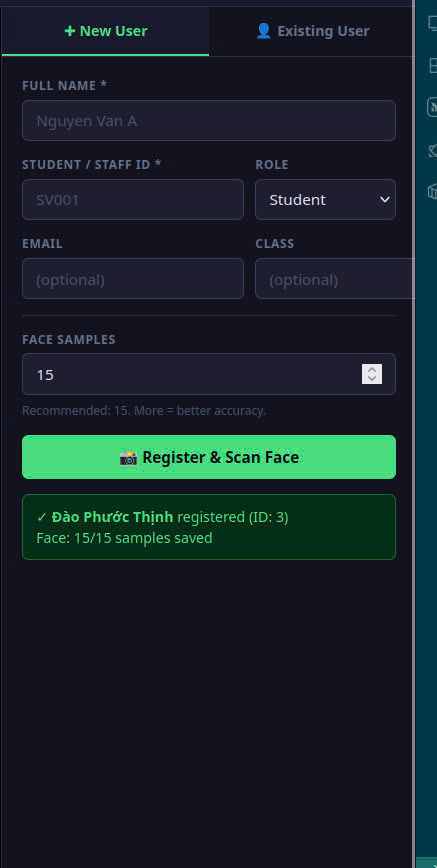 + New User
👤 Existing User
FULL NAME *
Nguyen Van A
STUDENT / STAFF ID *
ROLE
SV001
Student
EMAIL
CLASS
(optional)
(optional)
FACE SAMPLES
15
Recommended: 15. More = better accuracy.
📸 Register & Scan Face
✓ Đào Phước Thịnh registered (ID: 3)
Face: 15/15 samples saved